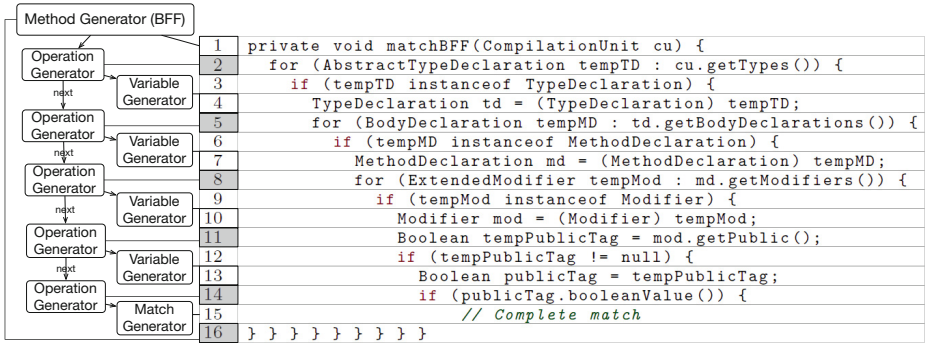 Method Generator (BFF)
Operation
Generator
next
Variable
Generator
Operation
Generator
next
Variable
Generator
Operation
Generator
next
Variable
Generator
Operation
Generator
next
Variable
Generator
Operation
Generator
Match
Generator
1 private void matchBFF(CompilationUnit cu) {
2 for (AbstractTypeDeclaration tempTD : cu.getTypes()) {
3 if (tempTD instanceof TypeDeclaration) {
4 TypeDeclaration td = (TypeDeclaration) tempTD;
5 for (BodyDeclaration tempMD : td.getBodyDeclarations()) {
6 if (tempMD instanceof MethodDeclaration) {
7 MethodDeclaration md = (MethodDeclaration) tempMD;
8 for (ExtendedModifier tempMod : md.getModifiers()) {
9 if (tempMod instanceof Modifier) {
10 Modifier mod = (Modifier) tempMod;
11 Boolean tempPublicTag = mod.getPublic();
12 if (tempPublicTag != null) {
13 Boolean publicTag = tempPublicTag;
14 if (publicTag.booleanValue()) {
15 // Complete match
16 } } } } } } } } }